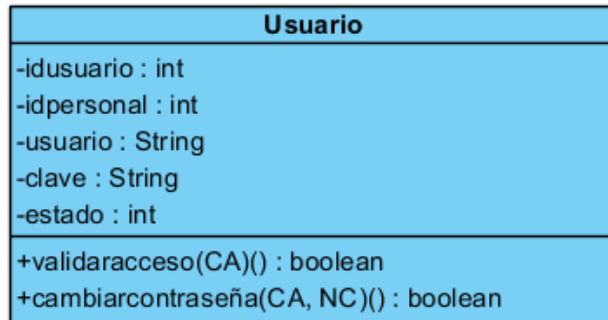 Usuario
-idusuario : int
-idpersonal : int
-usuario : String
-clave : String
-estado : int
+validaracceso(CA)() : boolean
+cambiarcontraseña(CA, NC)() : boolean